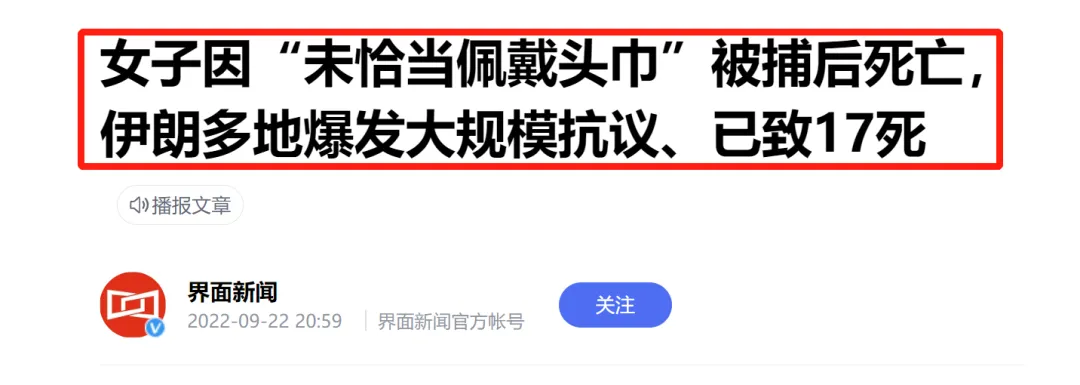 女子因“未恰当佩戴头巾”被捕后死亡，
伊朗多地爆发大规模抗议、已致17死
播报文章
界面新闻
2022-09-22 20:59 界面新闻官方帐号
关注